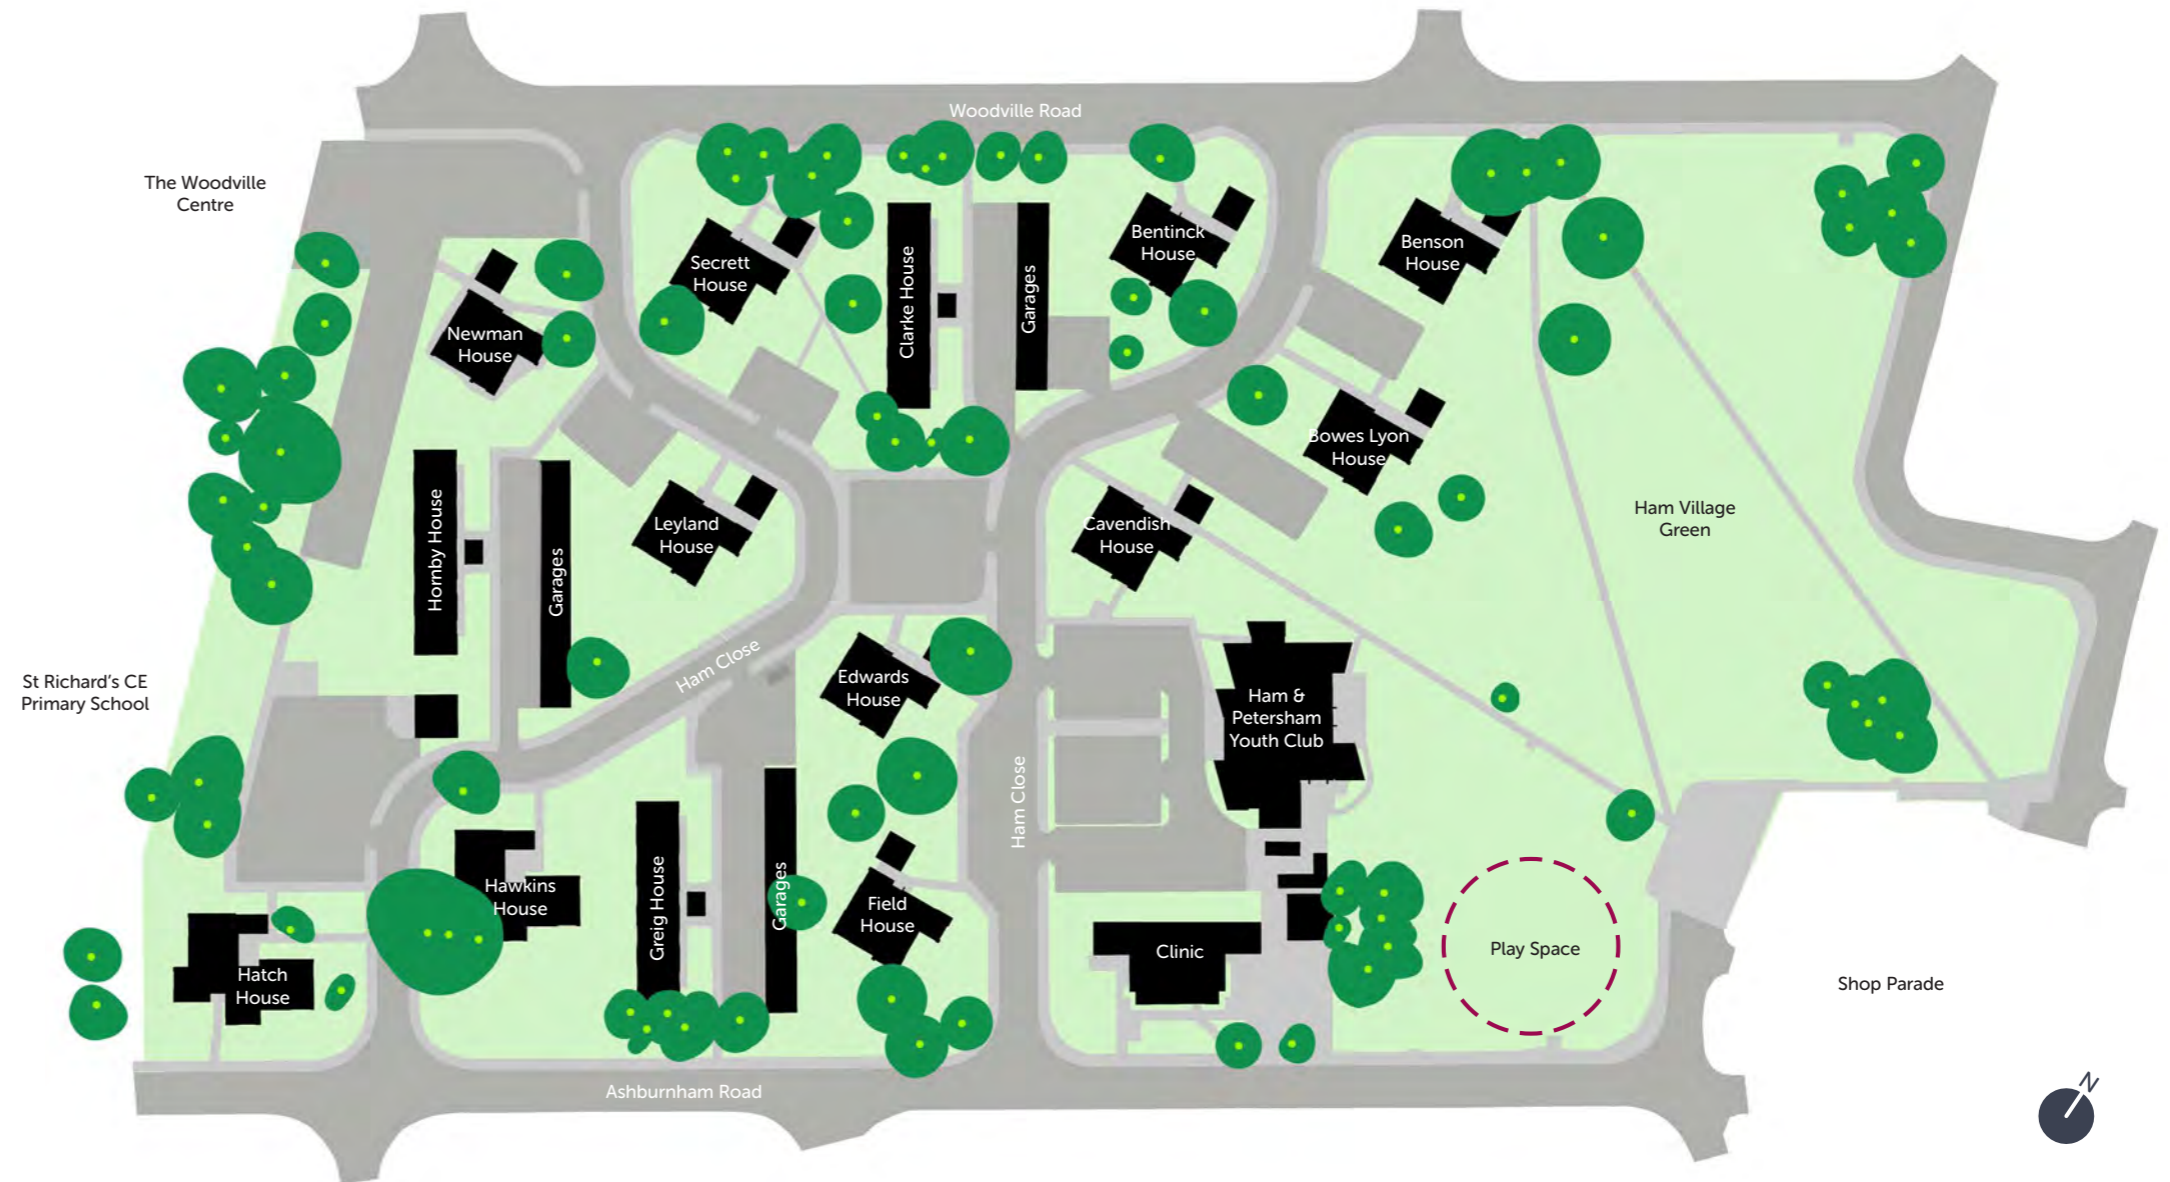 Woodville Road
The Woodville
Centre
Secrett
House
Clarke House
Garages
Bentinck
House
Benson
House
Newman
House
Bowes Lyon
House
Hornby House
Garages
Leyland
House
Cavendish
House
Ham Village
Green
St Richard's CE
Primary School
Ham Close
Edwards
House
Ham &
Petersham
Youth Club
Ham Close
Hawkins
House
Greig House
Garages
Field
House
Clinic
Play Space
Hatch
House
Shop Parade
Ashburnham Road
N